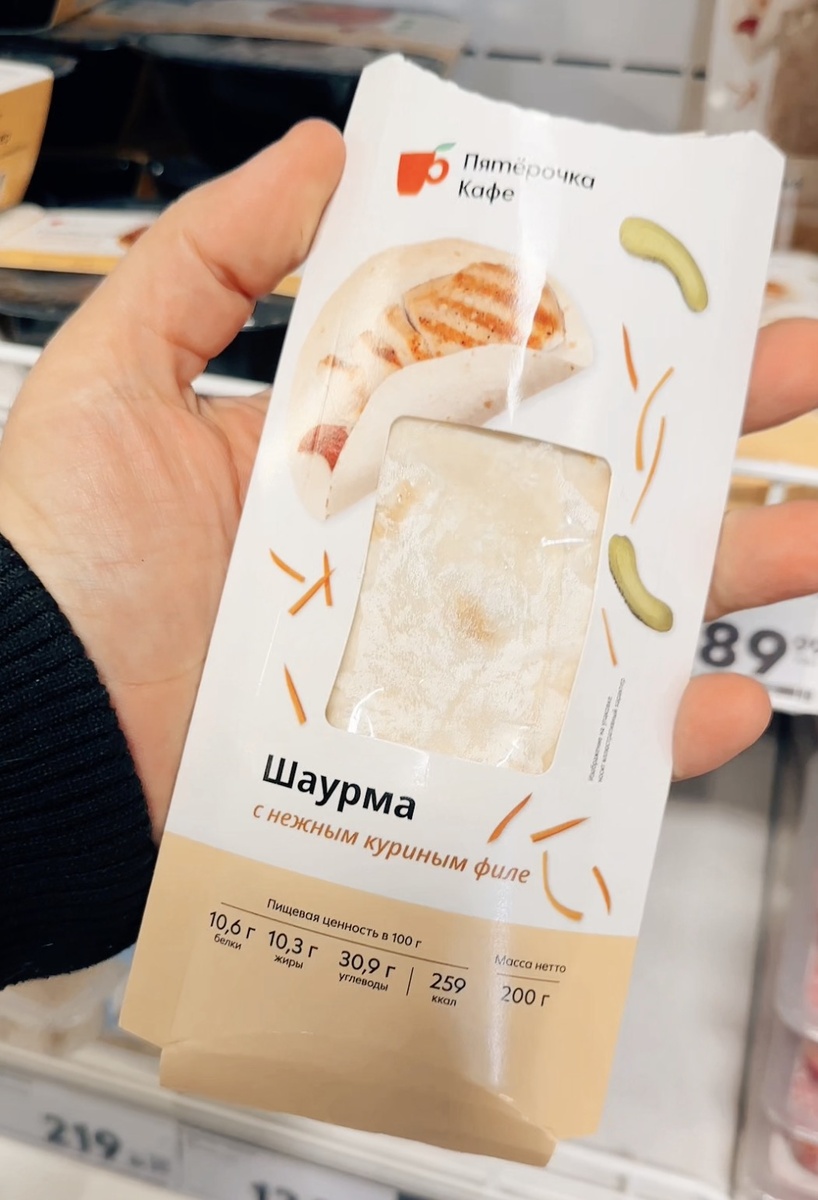 Пятёрочка
Кафе
Шаурма
с нежным куриным филе
Пищевая ценность в 100 г
10,6 г 10,3 г 30,9 г 259
белки жиры углеводы ккал
Масса нетто
200 г
89
219